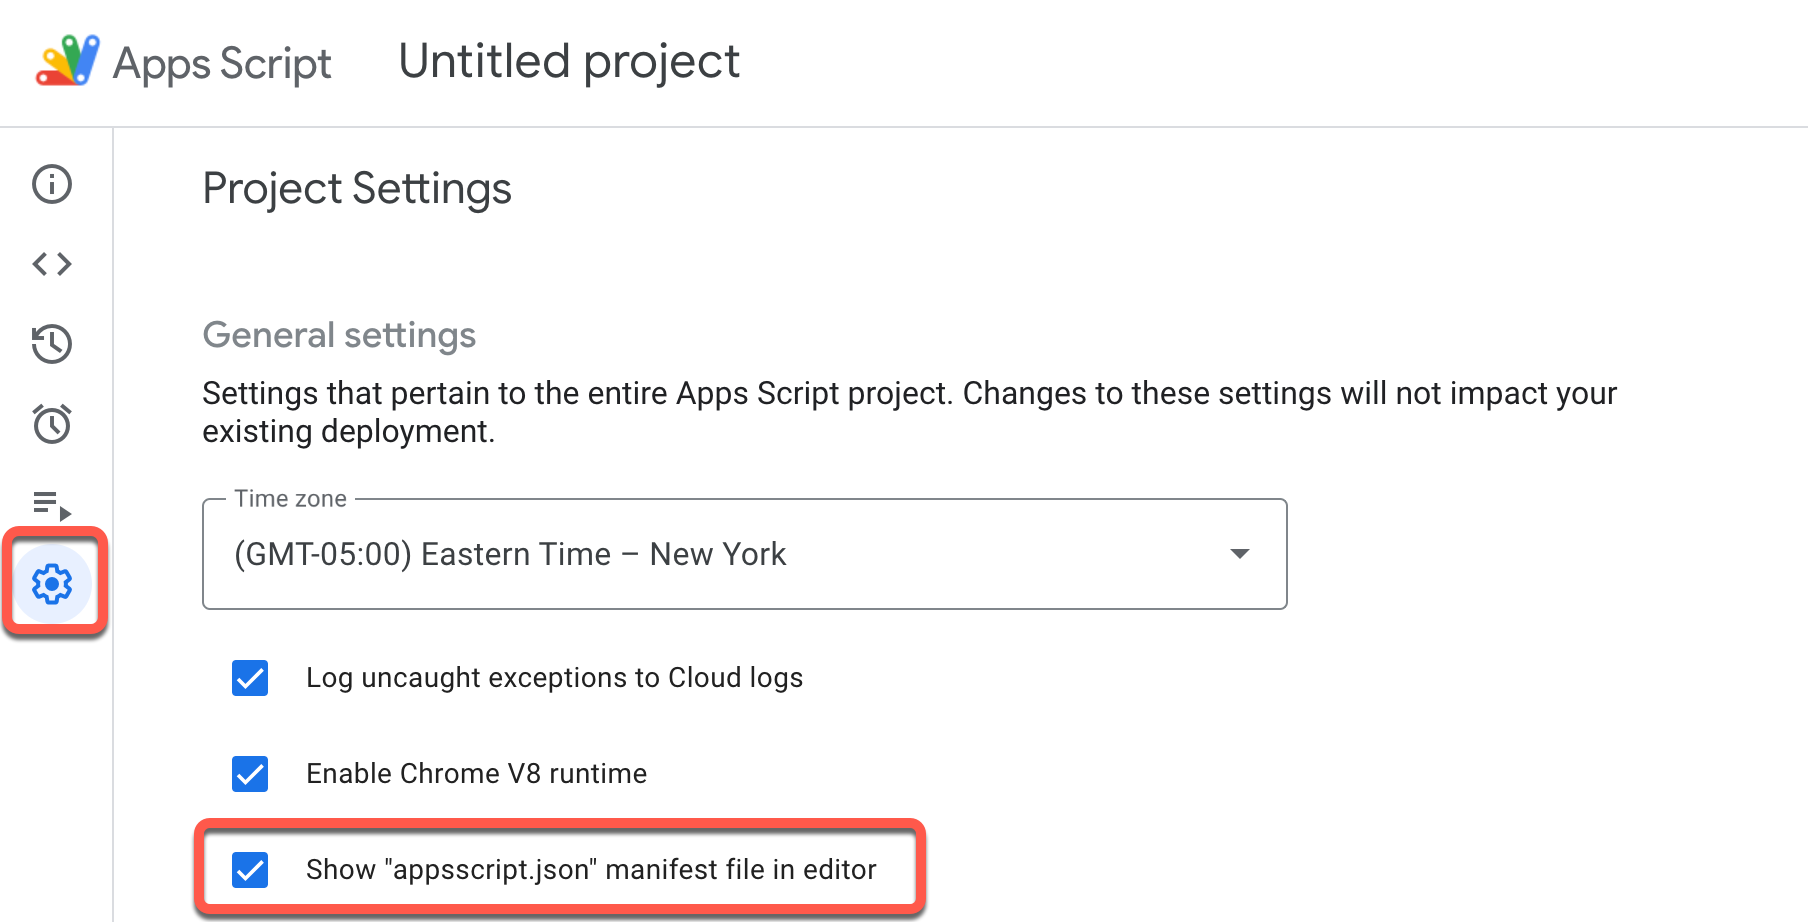 Apps Script
Untitled project
Project Settings
General settings
Settings that pertain to the entire Apps Script project. Changes to these settings will not impact your
existing deployment.
Time zone
(GMT-05:00) Eastern Time – New York
Log uncaught exceptions to Cloud logs
Enable Chrome V8 runtime
Show "appsscript.json" manifest file in editor